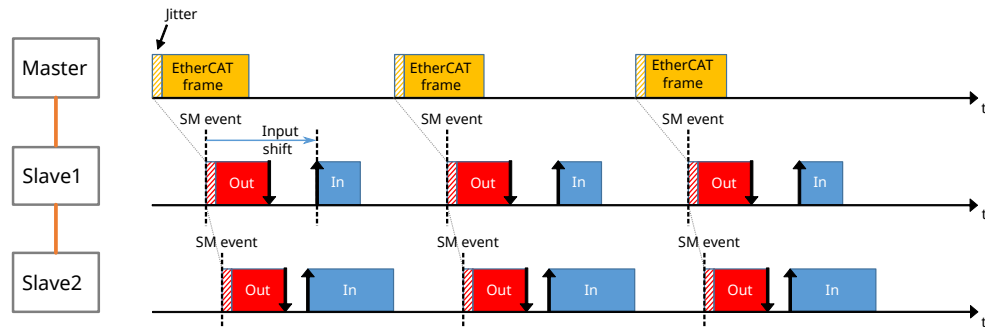 Jitter
Master
EtherCAT
frame
EtherCAT
frame
EtherCAT
frame
t
SM event
Input
shift
SM event
SM event
Slave1
Out
In
Out
In
Out
In
t
SM event
SM event
SM event
Slave2
Out
In
Out
In
Out
In
t